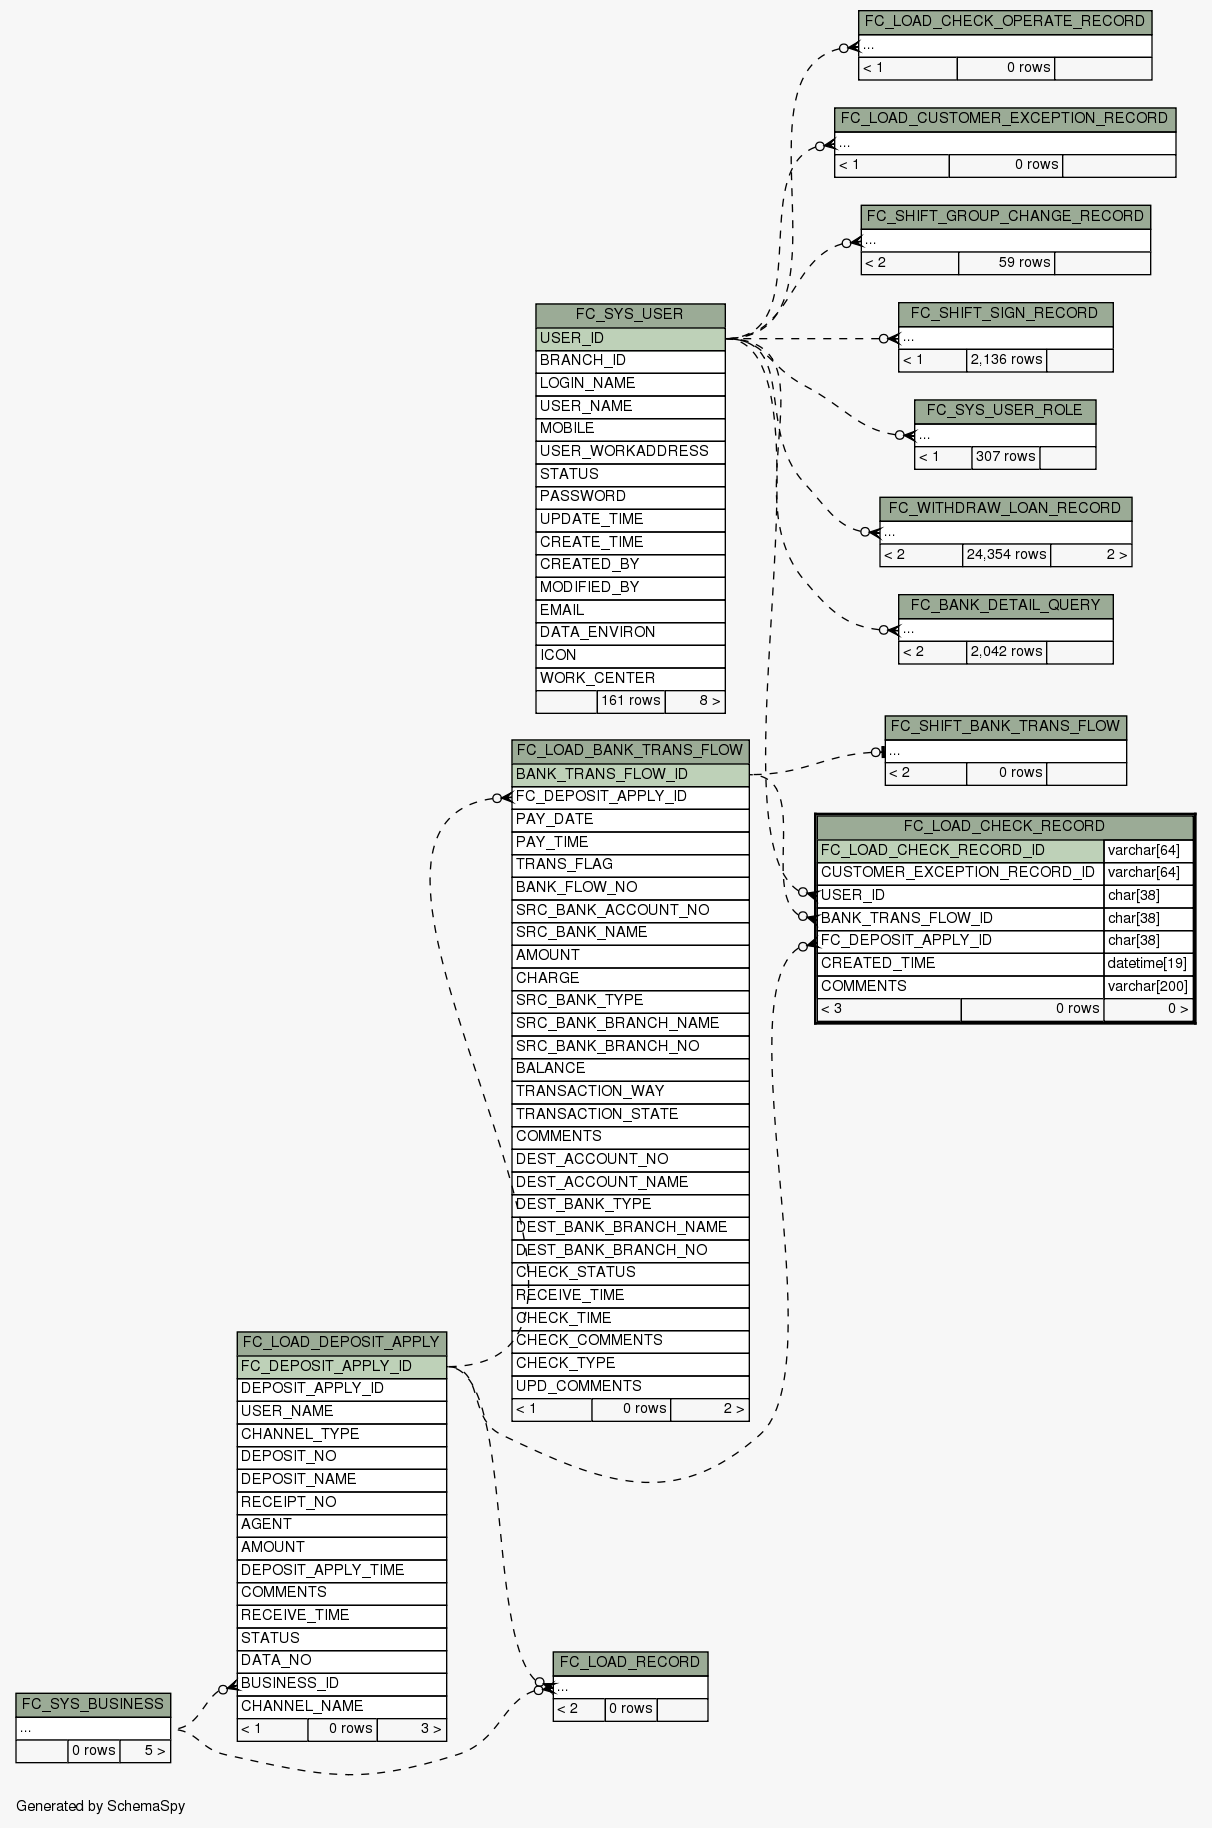 FC_LOAD_CHECK_OPERATE_RECORD
...
< 1 0 rows
FC_LOAD_CUSTOMER_EXCEPTION_RECORD
...
< 1 0 rows
FC_SHIFT_GROUP_CHANGE_RECORD
...
< 2 59 rows
FC_SHIFT_SIGN_RECORD
...
< 1 2,136 rows
FC_SYS_USER_ROLE
...
< 1 307 rows
FC_WITHDRAW_LOAN_RECORD
...
< 2 24,354 rows 2 >
FC_BANK_DETAIL_QUERY
...
< 2 2,042 rows
FC_SHIFT_BANK_TRANS_FLOW
...
< 2 0 rows
FC_LOAD_CHECK_RECORD
FC_LOAD_CHECK_RECORD_ID varchar[64]
CUSTOMER_EXCEPTION_RECORD_ID varchar[64]
USER_ID char[38]
BANK_TRANS_FLOW_ID char[38]
FC_DEPOSIT_APPLY_ID char[38]
CREATED_TIME datetime[19]
COMMENTS varchar[200]
< 3 0 rows 0 >
FC_SYS_USER
USER_ID
BRANCH_ID
LOGIN_NAME
USER_NAME
MOBILE
USER_WORKADDRESS
STATUS
PASSWORD
UPDATE_TIME
CREATE_TIME
CREATED_BY
MODIFIED_BY
EMAIL
DATA_ENVIRON
ICON
WORK_CENTER
161 rows 8 >
FC_LOAD_BANK_TRANS_FLOW
BANK_TRANS_FLOW_ID
FC_DEPOSIT_APPLY_ID
PAY_DATE
PAY_TIME
TRANS_FLAG
BANK_FLOW_NO
SRC_BANK_ACCOUNT_NO
SRC_BANK_NAME
AMOUNT
CHARGE
SRC_BANK_TYPE
SRC_BANK_BRANCH_NAME
SRC_BANK_BRANCH_NO
BALANCE
TRANSACTION_WAY
TRANSACTION_STATE
COMMENTS
DEST_ACCOUNT_NO
DEST_ACCOUNT_NAME
DEST_BANK_TYPE
DEST_BANK_BRANCH_NAME
DEST_BANK_BRANCH_NO
CHECK_STATUS
RECEIVE_TIME
CHECK_TIME
CHECK_COMMENTS
CHECK_TYPE
UPD_COMMENTS
< 1 0 rows 2 >
FC_LOAD_DEPOSIT_APPLY
FC_DEPOSIT_APPLY_ID
DEPOSIT_APPLY_ID
USER_NAME
CHANNEL_TYPE
DEPOSIT_NO
DEPOSIT_NAME
RECEIPT_NO
AGENT
AMOUNT
DEPOSIT_APPLY_TIME
COMMENTS
RECEIVE_TIME
STATUS
DATA_NO
BUSINESS_ID
CHANNEL_NAME
< 1 0 rows 3 >
FC_LOAD_RECORD
...
< 2 0 rows
FC_SYS_BUSINESS
...
0 rows 5 >
Generated by SchemaSpy